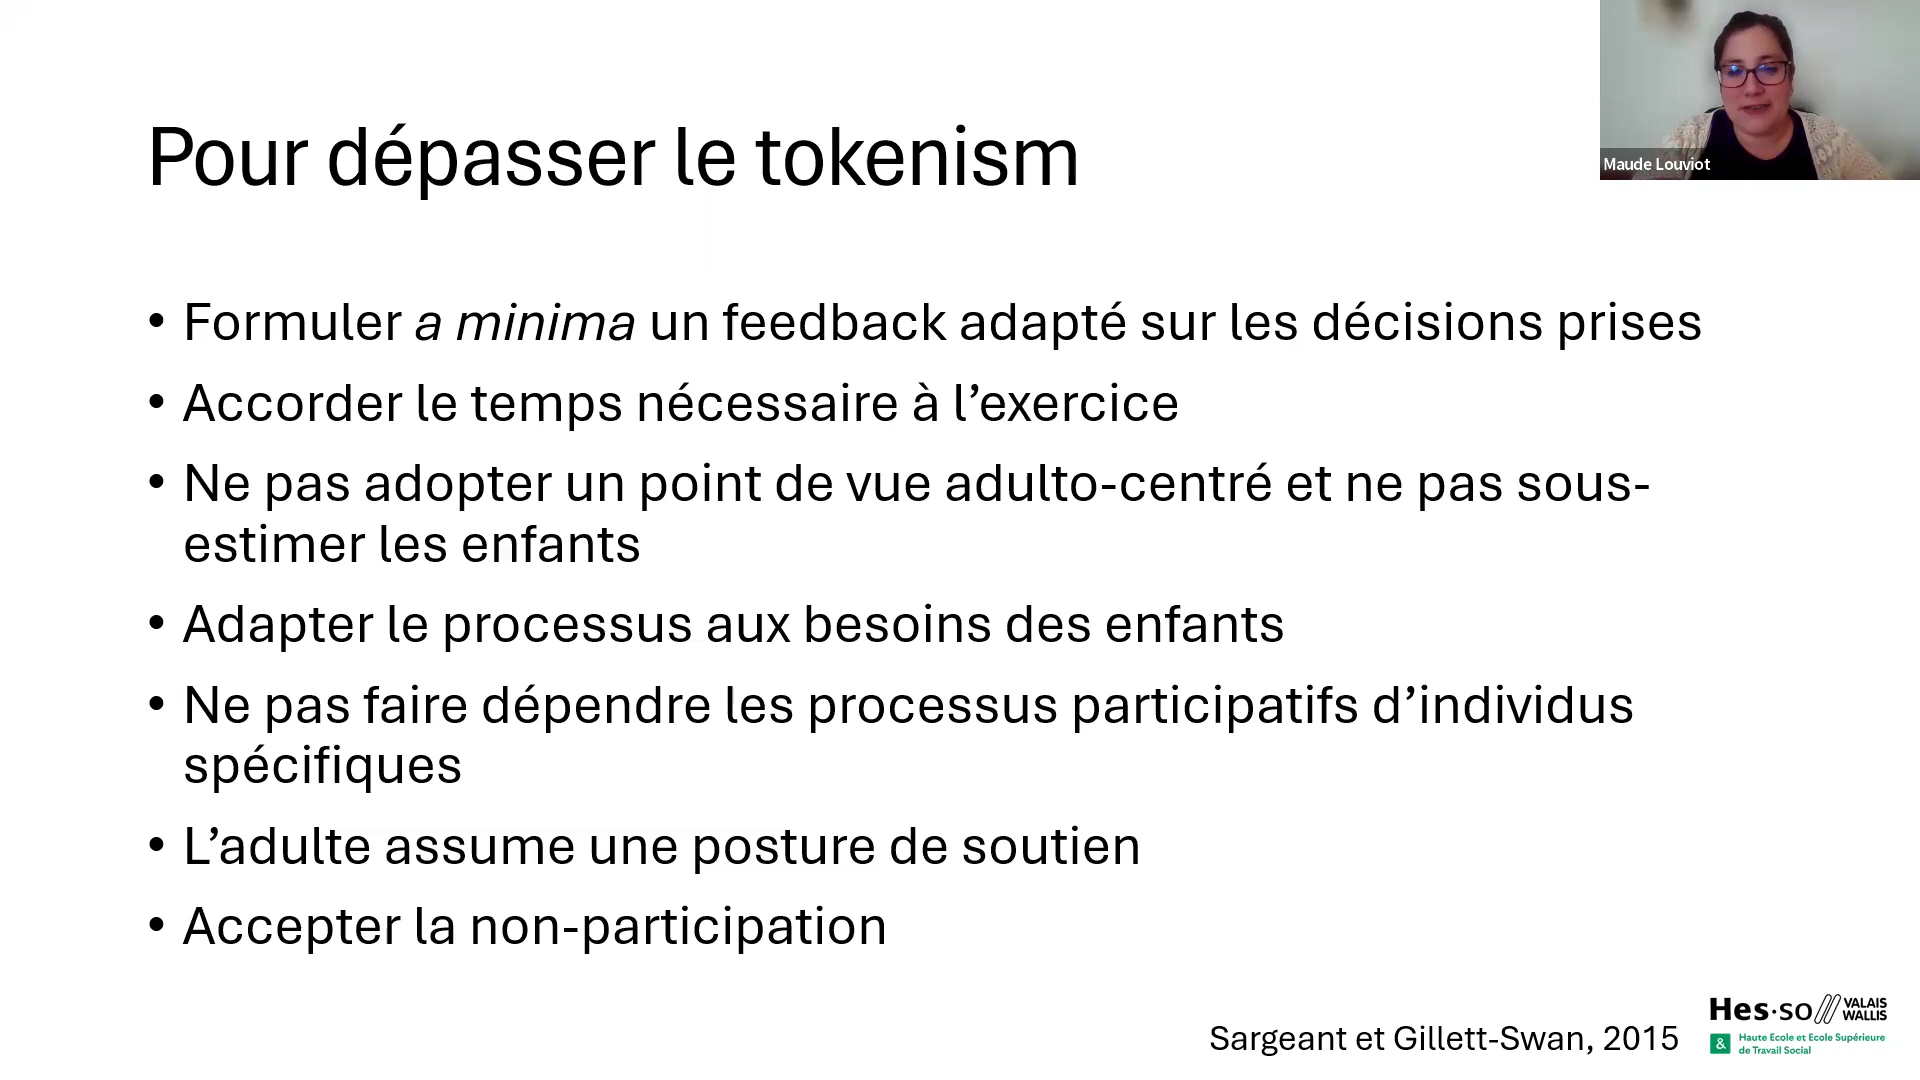 Pour dépasser le tokenism
Maude Louviot
• Formuler a minima un feedback adapté sur les décisions prises
• Accorder le temps nécessaire à l’exercice
• Ne pas adopter un point de vue adulto-centré et ne pas sous-
estimer les enfants
• Adapter le processus aux besoins des enfants
• Ne pas faire dépendre les processus participatifs d’individus
spécifiques
• L’adulte assume une posture de soutien
• Accepter la non-participation
Sargeant et Gillett-Swan, 2015
Hes·so VALAIS
WALLIS
& Haute Ecole et Ecole Supérieure
de Travail Social